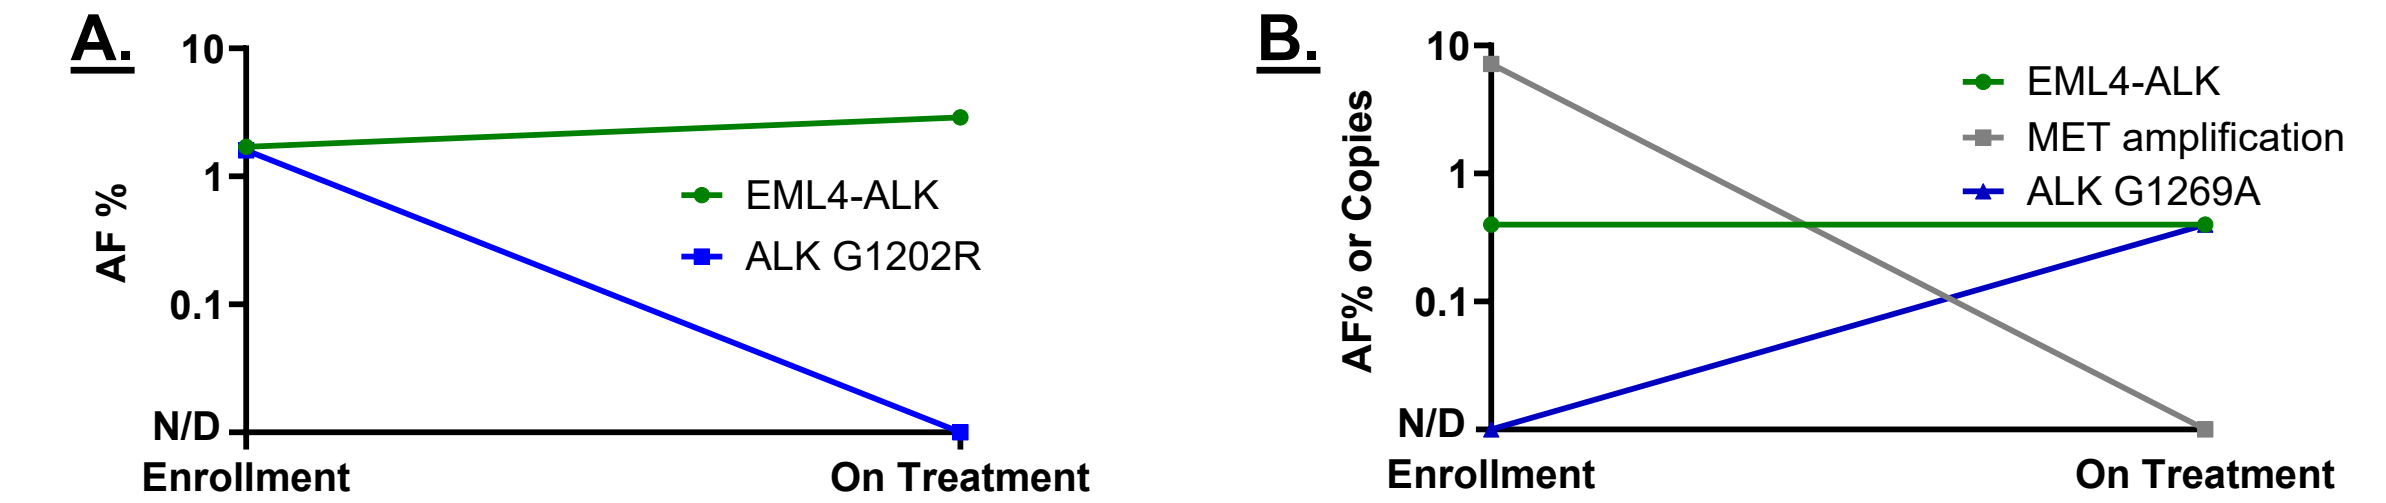 A.
10
1
0.1
N/D
AF %
EML4-ALK
ALK G1202R
Enrollment
On Treatment
B.
10
1
0.1
N/D
AF% or Copies
EML4-ALK
MET amplification
ALK G1269A
Enrollment
On Treatment